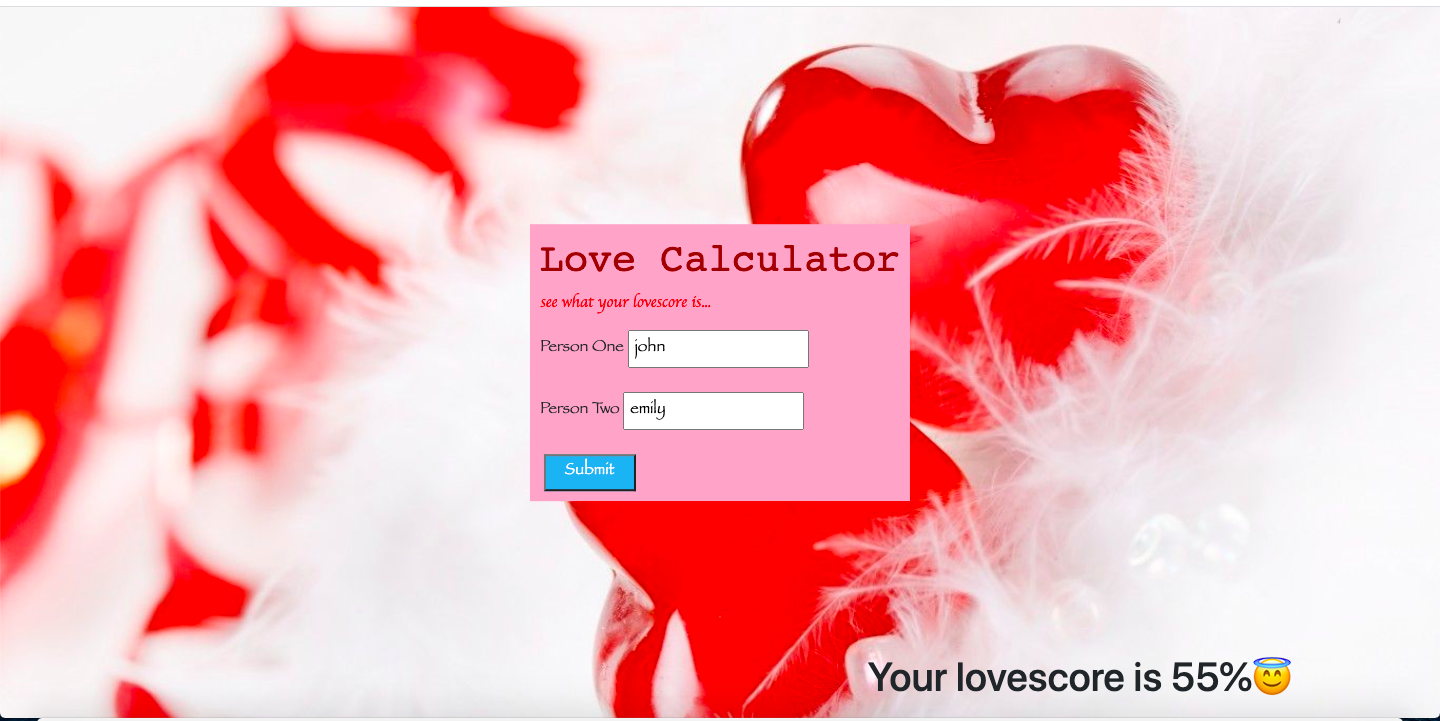 Love Calculator
see what your lovescore is...
Person One john
Person Two emily
Submit
Your lovescore is 55%😇